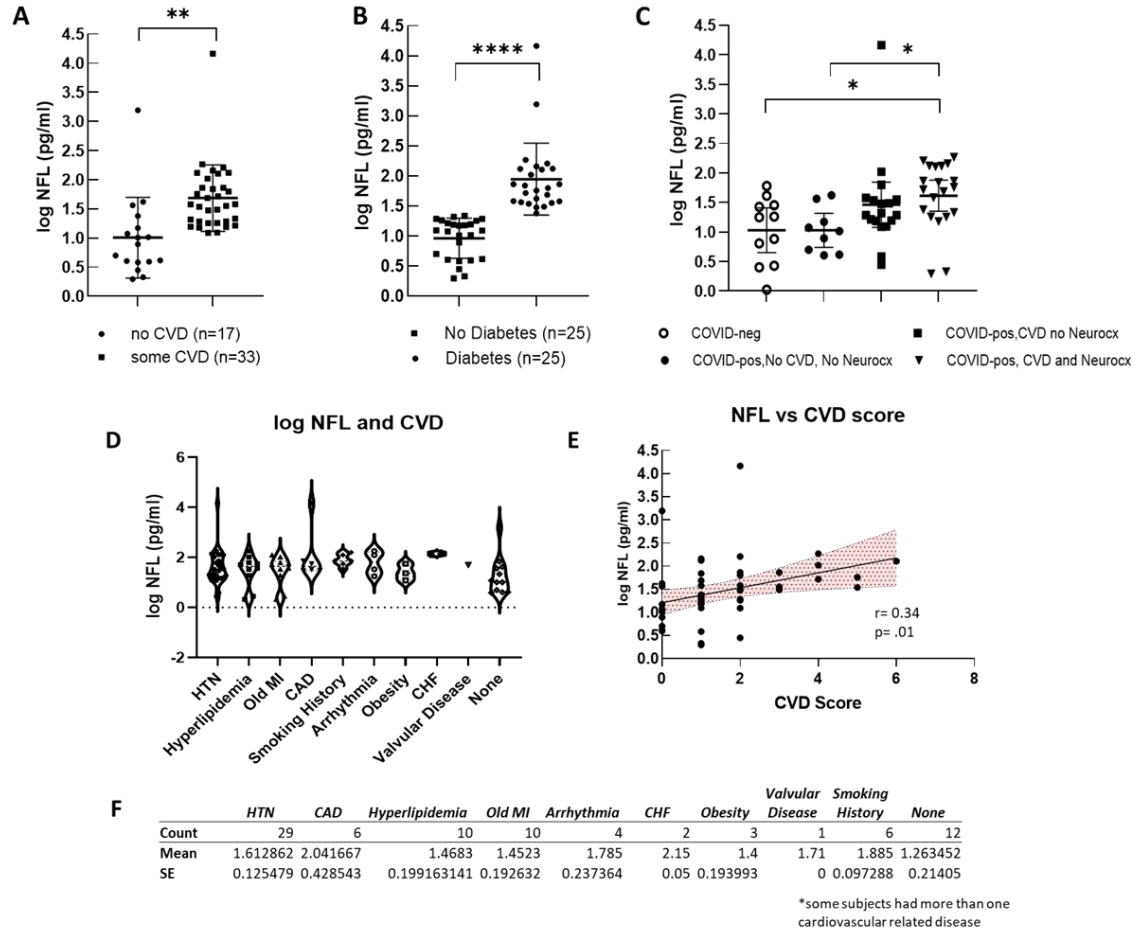 A
**
log NFL (pg/ml)
4.5
4.0
3.5
3.0
2.5
2.0
1.5
1.0
0.5
0.0
no CVD (n=17)
some CVD (n=33)
B
****
log NFL (pg/ml)
4.5
4.0
3.5
3.0
2.5
2.0
1.5
1.0
0.5
0.0
No Diabetes (n=25)
Diabetes (n=25)
C
*
*
log NFL (pg/ml)
4.5
4.0
3.5
3.0
2.5
2.0
1.5
1.0
0.5
0.0
COVID-neg
COVID-pos,No CVD, No Neurocx
COVID-pos,CVD no Neurocx
COVID-pos, CVD and Neurocx
D
log NFL and CVD
log NFL (pg/ml)
6
4
2
0
-2
HTN
Hyperlipidemia
Old MI
CAD
Smoking History
Arrhythmia
Obesity
CHF
Valvular Disease
None
E
NFL vs CVD score
log NFL (pg/ml)
4.5
4.0
3.5
3.0
2.5
2.0
1.5
1.0
0.5
0.0
r= 0.34
p= .01
0 2 4 6 8
CVD Score
F
HTN CAD Hyperlipidemia Old MI Arrhythmia CHF Obesity Valvular Disease Smoking History None
Count 29 6 10 10 4 2 3 1 6 12
Mean 1.612862 2.041667 1.4683 1.4523 1.785 2.15 1.4 1.71 1.885 1.263452
SE 0.125479 0.428543 0.199163141 0.192632 0.237364 0.05 0.193993 0 0.097288 0.21405
*some subjects had more than one
cardiovascular related disease